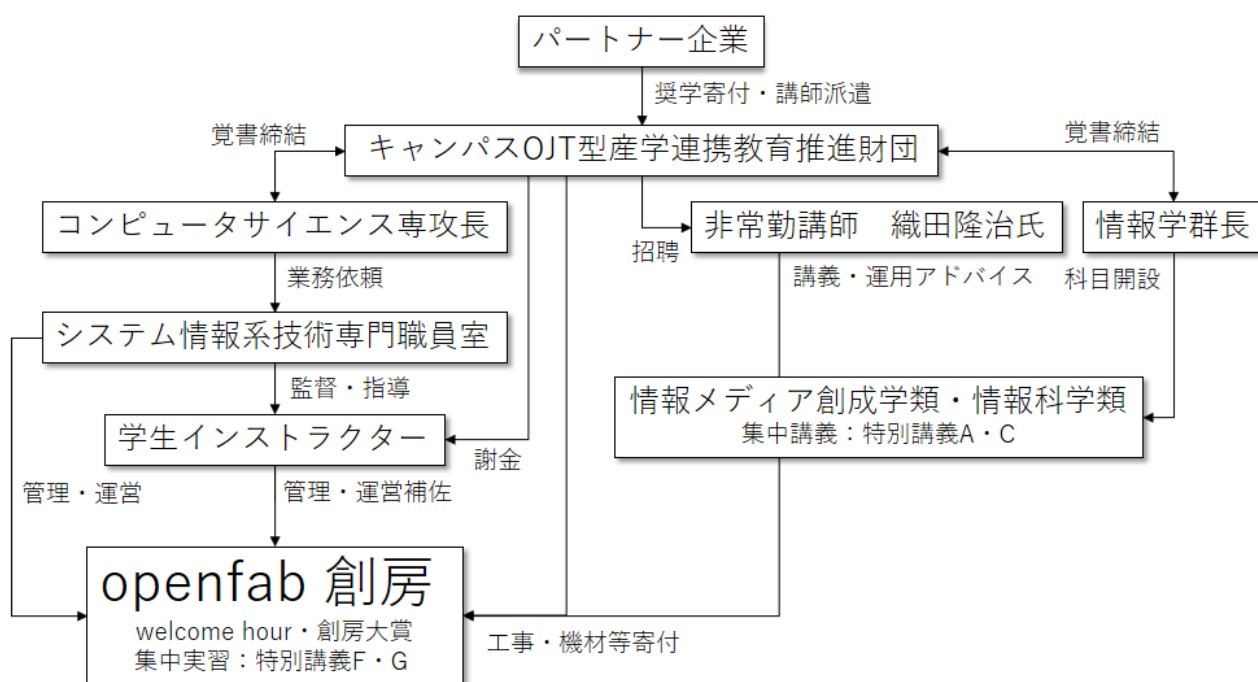 パートナー企業
奨学寄付・講師派遣
覚書締結
キャンパスOJT型産学連携教育推進財団
覚書締結
コンピュータサイエンス専攻長
招聘
非常勤講師　織田隆治氏
情報学群長
業務依頼
講義・運用アドバイス
科目開設
システム情報系技術専門職員室
監督・指導
情報メディア創成学類・情報科学類
集中講義：特別講義A・C
学生インストラクター
謝金
管理・運営
管理・運営補佐
openfab 創房
welcome hour・創房大賞
集中実習：特別講義F・G
工事・機材等寄付